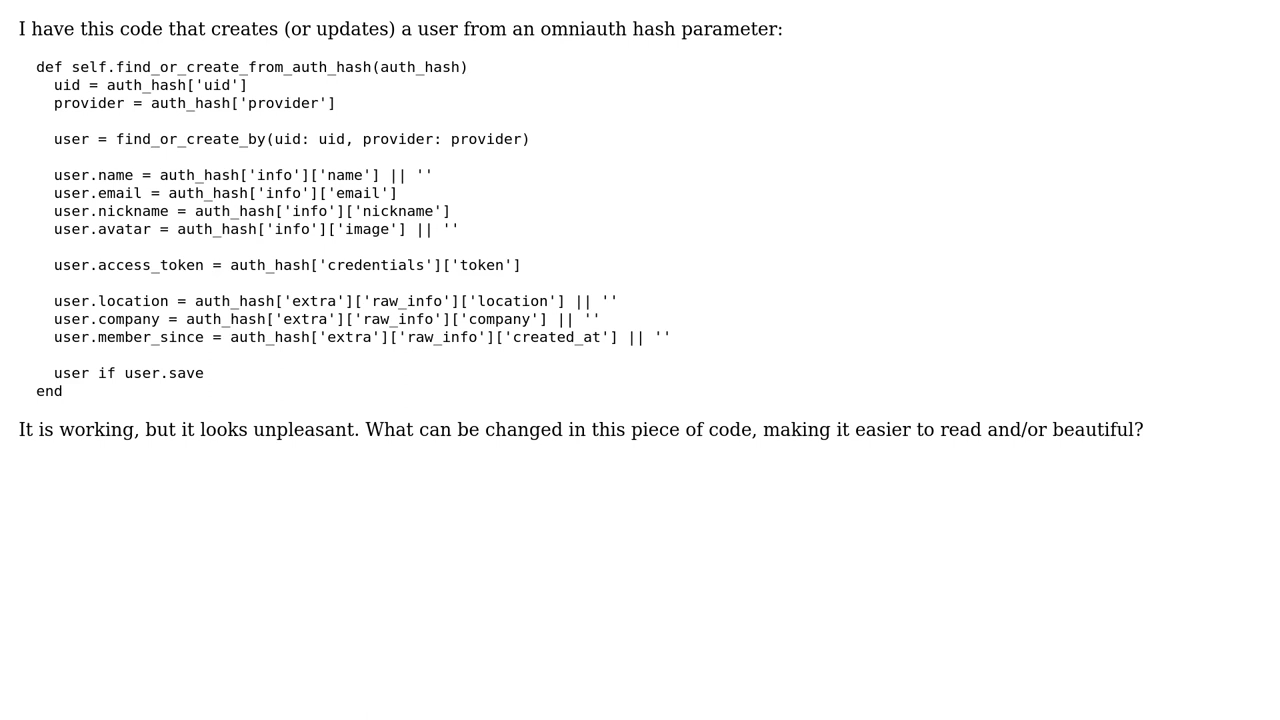 I have this code that creates (or updates) a user from an omniauth hash parameter:
def self.find_or_create_from_auth_hash(auth_hash)
  uid = auth_hash['uid']
  provider = auth_hash['provider']

  user = find_or_create_by(uid: uid, provider: provider)

  user.name = auth_hash['info']['name'] || ''
  user.email = auth_hash['info']['email']
  user.nickname = auth_hash['info']['nickname']
  user.avatar = auth_hash['info']['image'] || ''

  user.access_token = auth_hash['credentials']['token']

  user.location = auth_hash['extra']['raw_info']['location'] || ''
  user.company = auth_hash['extra']['raw_info']['company'] || ''
  user.member_since = auth_hash['extra']['raw_info']['created_at'] || ''

  user if user.save
end
It is working, but it looks unpleasant. What can be changed in this piece of code, making it easier to read and/or beautiful?